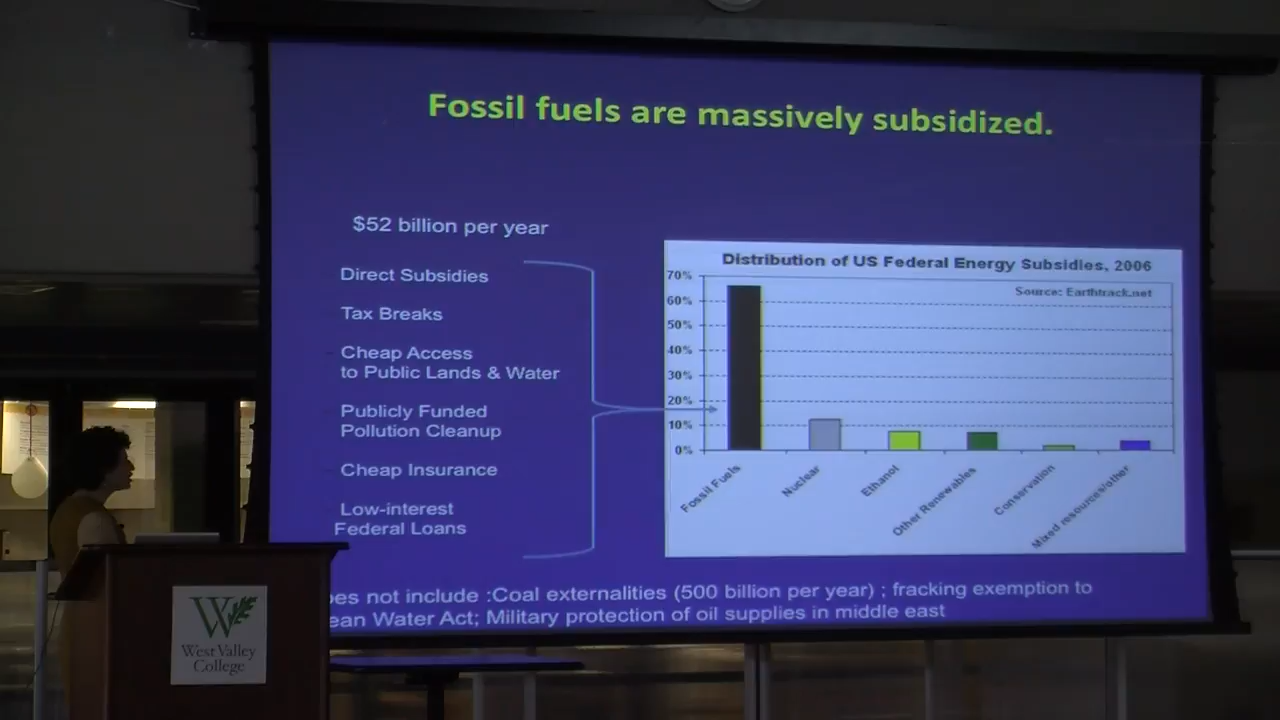 Fossil fuels are massively subsidized.
$52 billion per year
Direct Subsidies
Tax Breaks
Cheap Access
to Public Lands & Water
Publicly Funded
Pollution Cleanup
Cheap Insurance
Low-interest
Federal Loans
Distribution of US Federal Energy Subsidies, 2006
Source: Earthtrack.net
70%
60%
50%
40%
30%
20%
10%
0%
Fossil Fuels
Nuclear
Ethanol
Other Renewables
Conservation
Mixed resources/other
oes not include :Coal externalities (500 billion per year) ; fracking exemption to
ean Water Act; Military protection of oil supplies in middle east
W
West Valley
College